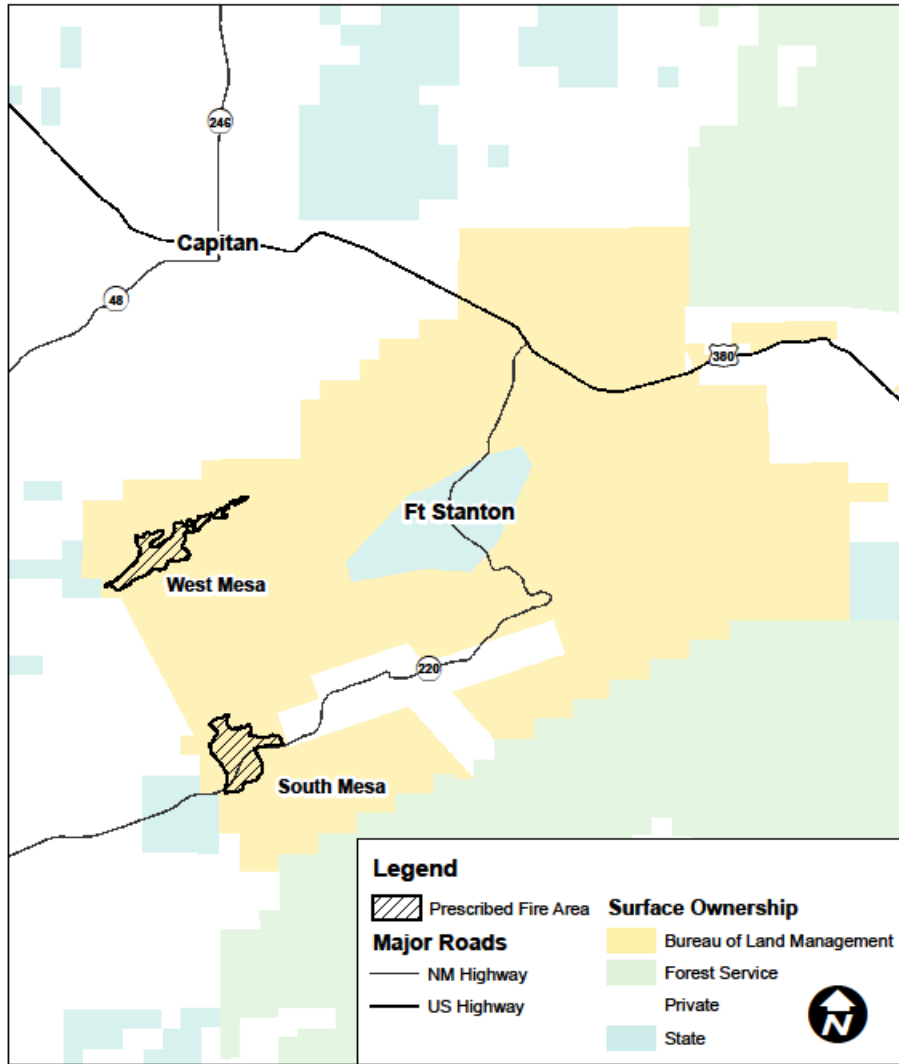 246
Capitan
48
380
Ft Stanton
West Mesa
220
South Mesa
Legend
Prescribed Fire Area
Major Roads
NM Highway
US Highway
Surface Ownership
Bureau of Land Management
Forest Service
Private
State
N